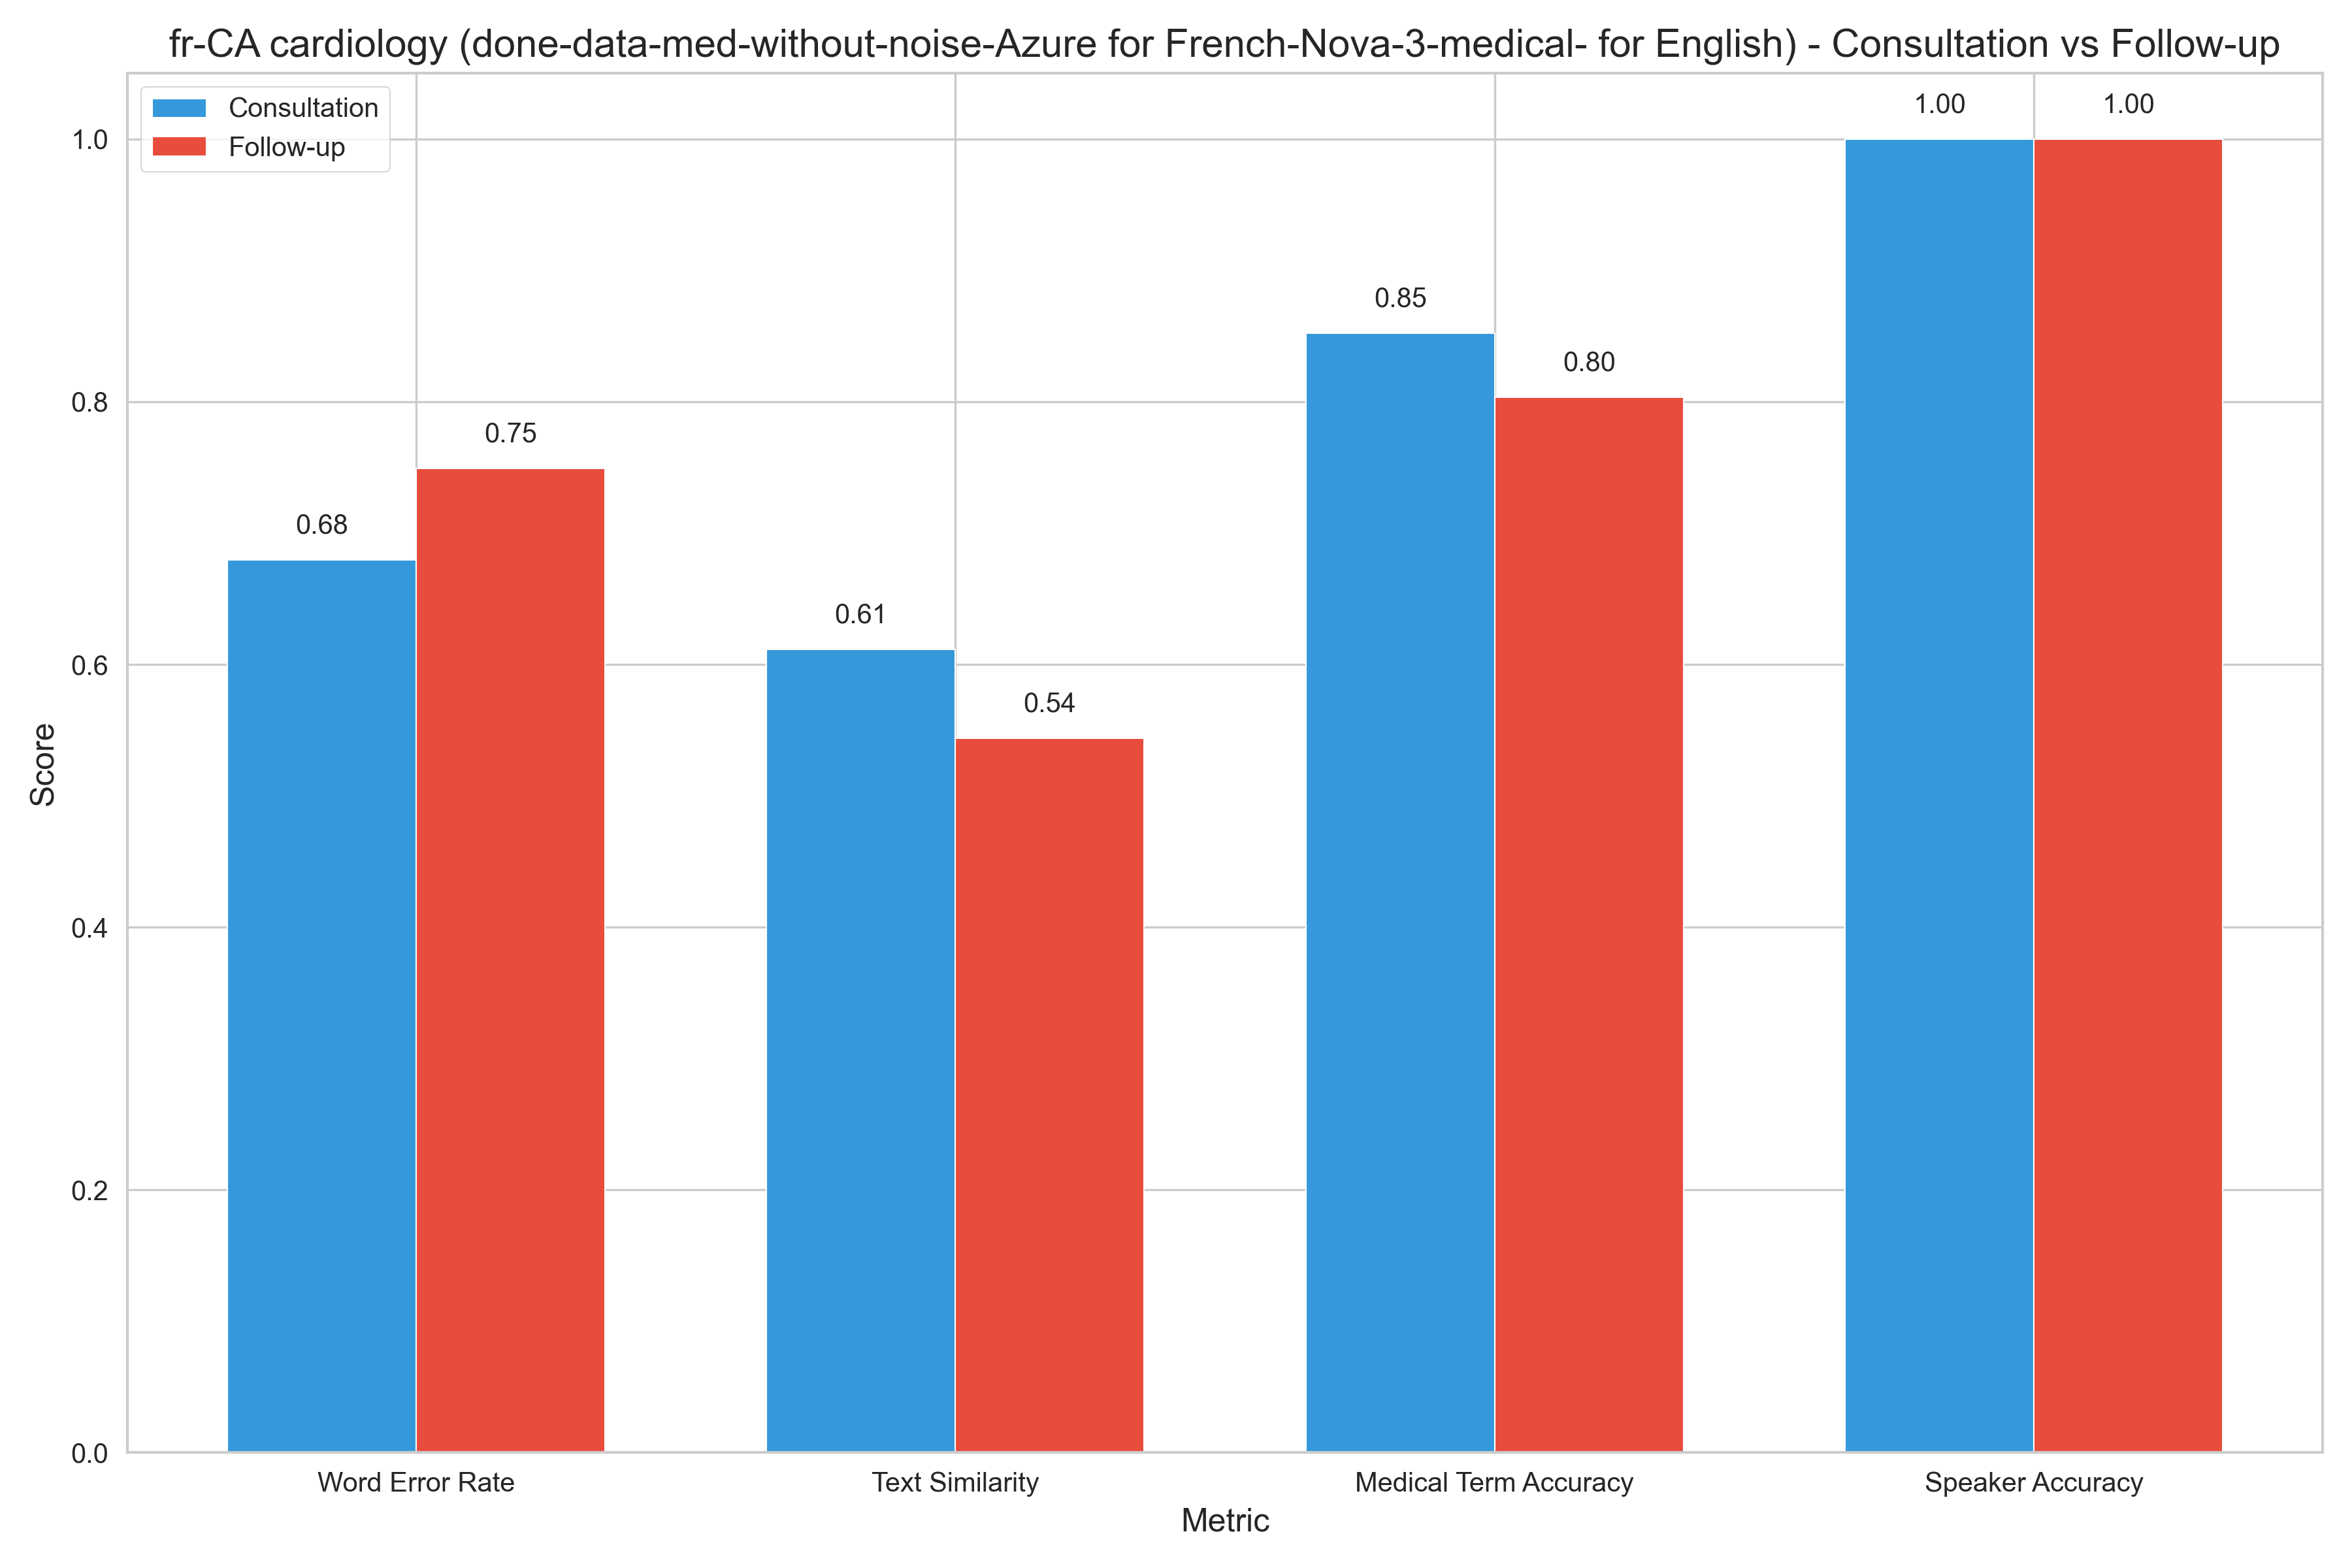 fr-CA cardiology (done-data-med-without-noise-Azure for French-Nova-3-medical- for English) - Consultation vs Follow-up
Consultation
Follow-up
1.0
0.8
0.6
0.4
0.2
0.0
Score
0.68
0.75
0.61
0.54
0.85
0.80
1.00
1.00
Word Error Rate
Text Similarity
Medical Term Accuracy
Speaker Accuracy
Metric